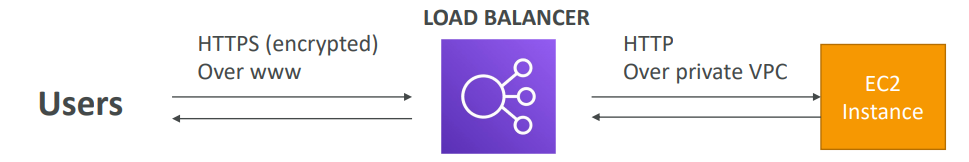 LOAD BALANCER
HTTPS (encrypted)
Over www
HTTP
Over private VPC
Users
EC2
Instance